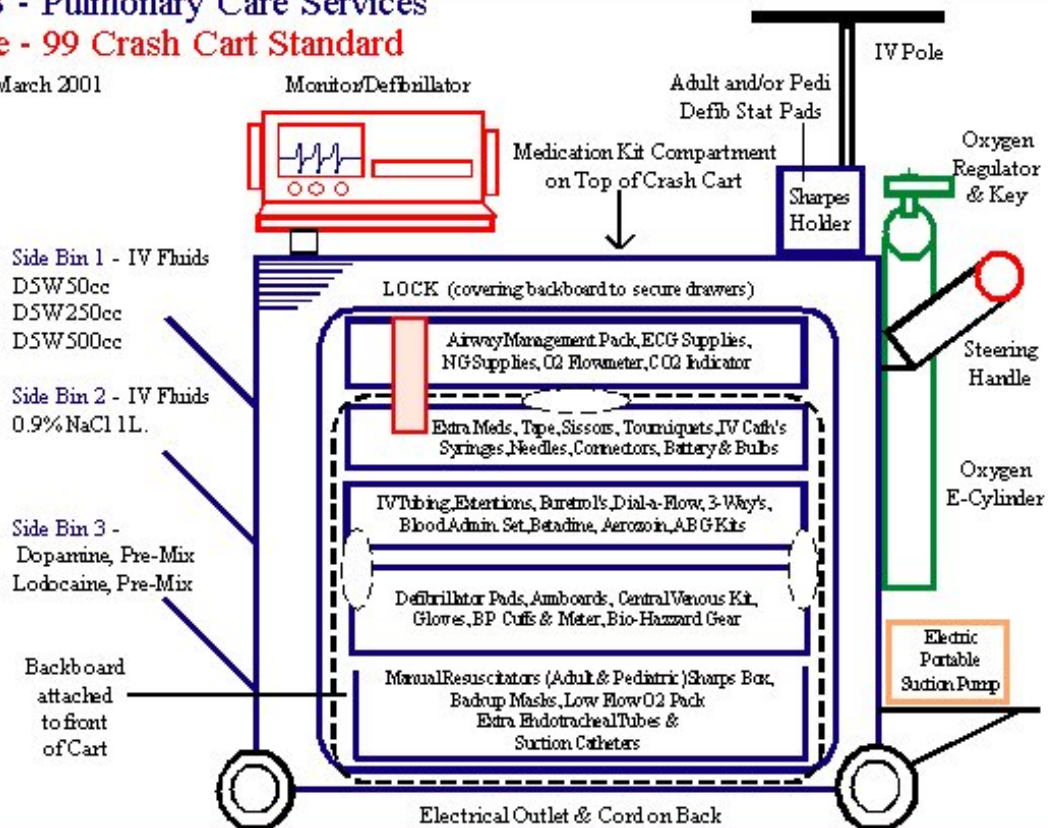 - Pulmonary Care Services
- 99 Crash Cart Standard
March 2001
Monitor/Defibrillator
Adult and/or Pedi
Defib Stat Pads
IV Pole
Medication Kit Compartment
on Top of Crash Cart
Sharpes
Holder
Oxygen
Regulator
& Key
Side Bin 1 - IV Fluids
D5W50cc
D5W250cc
D5W500cc
LOCK (covering backboard to secure drawers)
Airway Management Pack, ECG Supplies,
NG Supplies, O2 Flowmeter, CO2 Indicator
Steering
Handle
Side Bin 2 - IV Fluids
0.9% NaCl 1L.
Extra Meds, Tape, Sissors, Tourniquets, IV Cath's
Syringes, Needles, Connectors, Battery & Bulbs
Oxygen
E-Cylinder
IV Tubing, Extentions, Buretrol's, Dial-a-Flow, 3-Way's,
Blood Admin Set, Betadine, Aerozoin, ABG Kits
Side Bin 3 -
Dopamine, Pre-Mix
Lodocaine, Pre-Mix
Defibrillator Pads, Armboards, Central Venous Kit,
Gloves, BP Cuffs & Meter, Bio-Hazzard Gear
Electric
Portable
Suction Pump
Backboard
attached
to front
of Cart
Manual Resuscitators (Adult & Pediatric) Sharps Box,
Backup Masks, Low Flow O2 Pack
Extra Endotracheal Tubes &
Suction Catheters
Electrical Outlet & Cord on Back